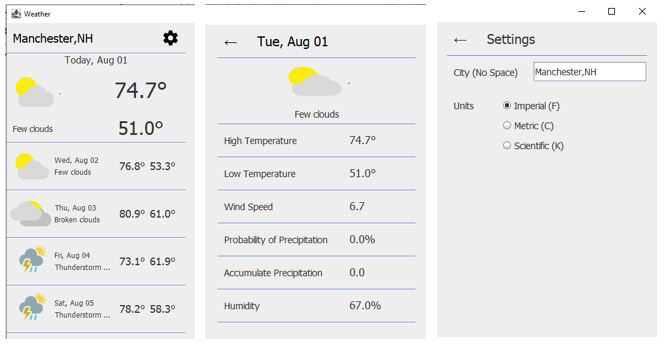 Weather
Manchester,NH
Today, Aug 01
74.7°
Few clouds 51.0°
Wed, Aug 02
Few clouds
76.8° 53.3°
Thu, Aug 03
Broken clouds
80.9° 61.0°
Fri, Aug 04
Thunderstorm ...
73.1° 61.9°
Sat, Aug 05
Thunderstorm ...
78.2° 58.3°
← Tue, Aug 01
Few clouds
High Temperature 74.7°
Low Temperature 51.0°
Wind Speed 6.7
Probability of Precipitation 0.0%
Accumulate Precipitation 0.0
Humidity 67.0%
← Settings
City (No Space) Manchester,NH
Units Imperial (F)
Metric (C)
Scientific (K)